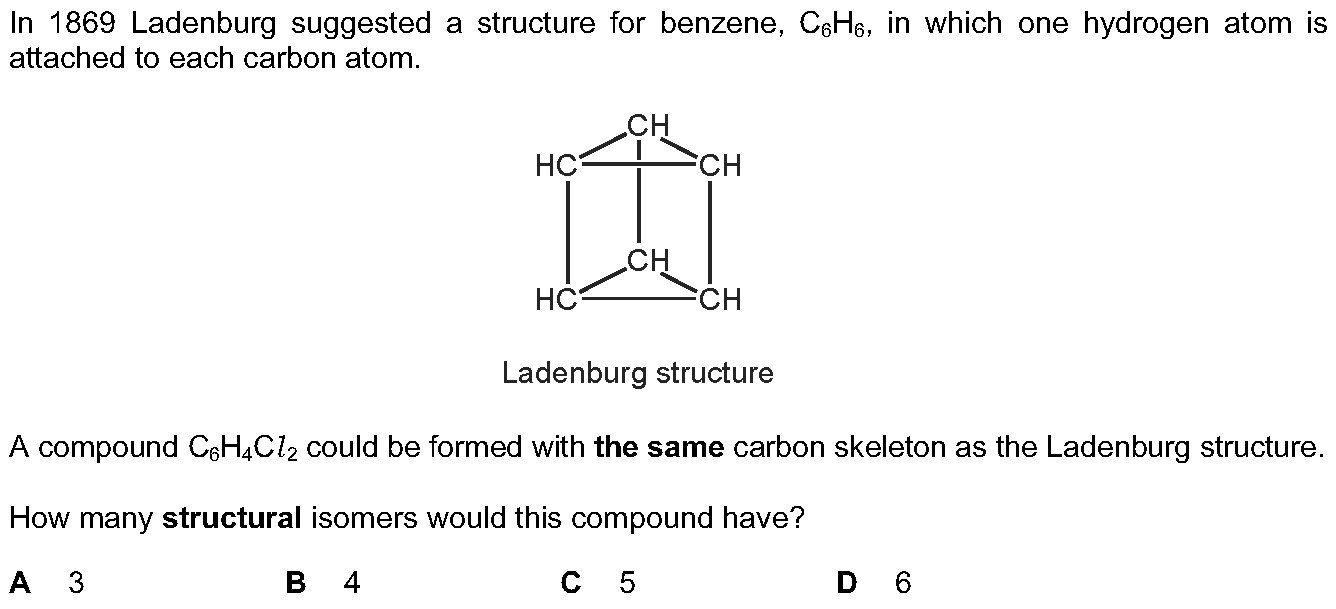 In 1869 Ladenburg suggested a structure for benzene, C₆H₆, in which one hydrogen atom is
attached to each carbon atom.
CH
HC CH
CH
HC CH
Ladenburg structure
A compound C₆H₄Cl₂ could be formed with the same carbon skeleton as the Ladenburg structure.
How many structural isomers would this compound have?
A 3 B 4 C 5 D 6